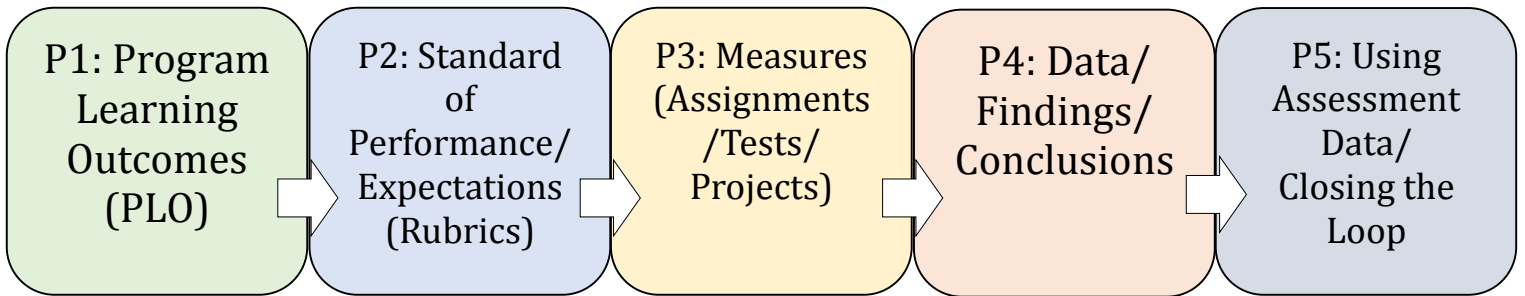 P1: Program
Learning
Outcomes
(PLO)
P2: Standard
of
Performance/
Expectations
(Rubrics)
P3: Measures
(Assignments
/Tests/
Projects)
P4: Data/
Findings/
Conclusions
P5: Using
Assessment
Data/
Closing the
Loop